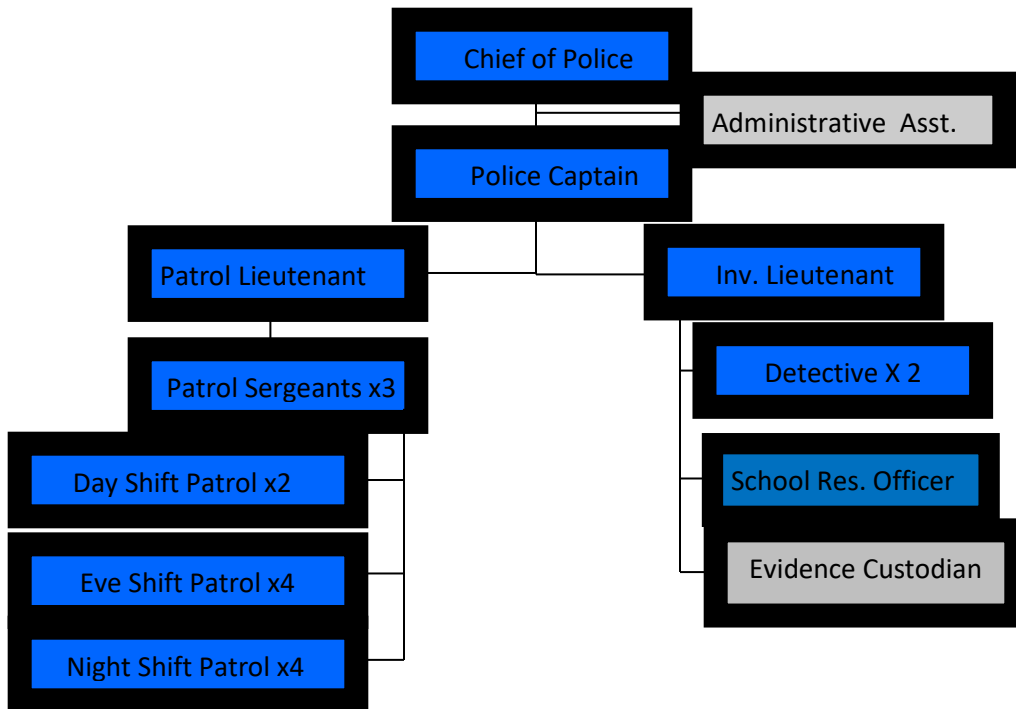 Chief of Police
Administrative Asst.
Police Captain
Patrol Lieutenant
Inv. Lieutenant
Patrol Sergeants x3
Detective X 2
Day Shift Patrol x2
School Res. Officer
Eve Shift Patrol x4
Evidence Custodian
Night Shift Patrol x4